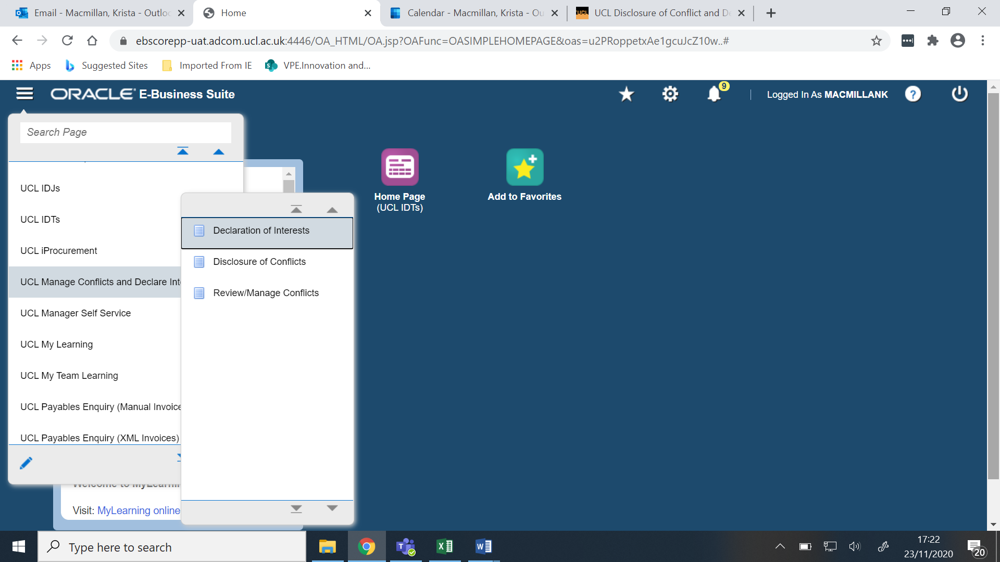 Email - Macmillan, Krista - Outlo
Home
Calendar - Macmillan, Krista - Ou
UCL
UCL Disclosure of Conflict and De
ebscorepp-uat.adcom.ucl.ac.uk:4446/OA_HTML/OA.jsp?OAFunc=OASIMPLEHOMEPAGE&oas=u2PRoppetxAe1gcuJcZ10w..#
Apps
Suggested Sites
Imported From IE
VPE.Innovation and...
ORACLE E-Business Suite
9
Logged In As MACMILLANK
?
Search Page
UCL IDJs
UCL IDTs
UCL iProcurement
UCL Manage Conflicts and Declare Int
UCL Manager Self Service
UCL My Learning
UCL My Team Learning
UCL Payables Enquiry (Manual Invoice
UCL Payables Enquiry (XML Invoices)
Declaration of Interests
Disclosure of Conflicts
Review/Manage Conflicts
Home Page
(UCL IDTs)
Add to Favorites
Visit: MyLearning online
Type here to search
17:22
23/11/2020
20